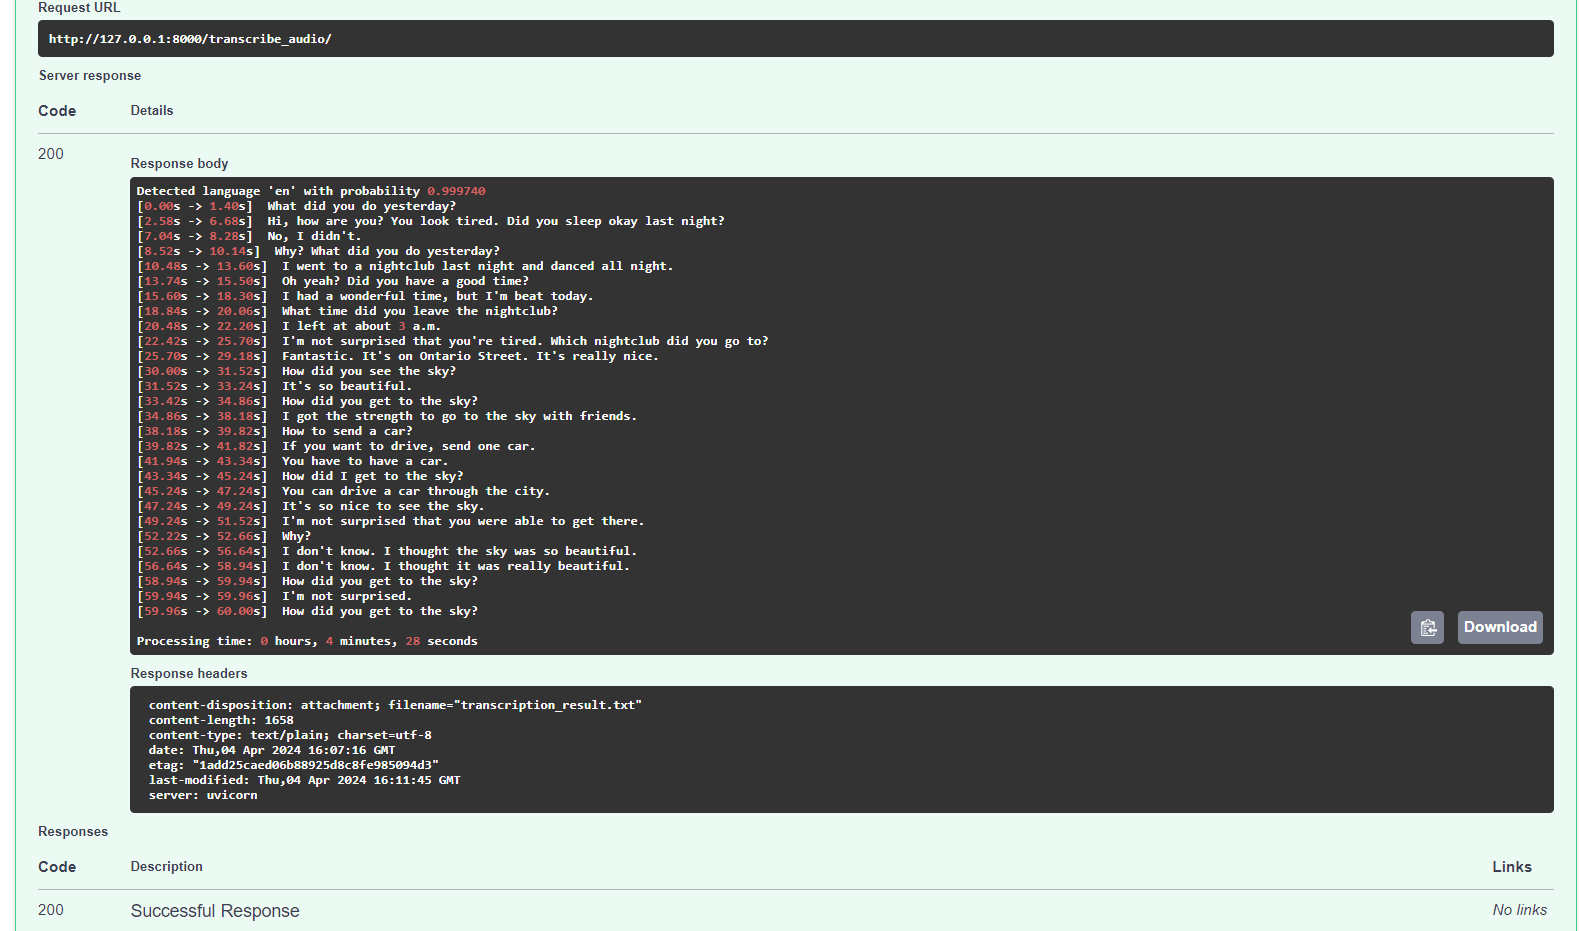 Request URL
http://127.0.0.1:8000/transcribe_audio/
Server response
Code Details
200
Response body
Detected language 'en' with probability 0.999740
[0.00s -> 1.40s]  What did you do yesterday?
[2.58s -> 6.68s]  Hi, how are you? You look tired. Did you sleep okay last night?
[7.04s -> 8.28s]  No, I didn't.
[8.52s -> 10.14s]  Why? What did you do yesterday?
[10.48s -> 13.60s]  I went to a nightclub last night and danced all night.
[13.74s -> 15.50s]  Oh yeah? Did you have a good time?
[15.60s -> 18.30s]  I had a wonderful time, but I'm beat today.
[18.84s -> 20.06s]  What time did you leave the nightclub?
[20.48s -> 22.20s]  I left at about 3 a.m.
[22.42s -> 25.70s]  I'm not surprised that you're tired. Which nightclub did you go to?
[25.70s -> 29.18s]  Fantastic. It's on Ontario Street. It's really nice.
[30.00s -> 31.52s]  How did you see the sky?
[31.52s -> 33.24s]  It's so beautiful.
[33.42s -> 34.86s]  How did you get to the sky?
[34.86s -> 38.18s]  I got the strength to go to the sky with friends.
[38.18s -> 39.82s]  How to send a car?
[39.82s -> 41.82s]  If you want to drive, send one car.
[41.94s -> 43.34s]  You have to have a car.
[43.34s -> 45.24s]  How did I get to the sky?
[45.24s -> 47.24s]  You can drive a car through the city.
[47.24s -> 49.24s]  It's so nice to see the sky.
[49.24s -> 51.52s]  I'm not surprised that you were able to get there.
[52.22s -> 52.66s]  Why?
[52.66s -> 56.64s]  I don't know. I thought the sky was so beautiful.
[56.64s -> 58.94s]  I don't know. I thought it was really beautiful.
[58.94s -> 59.94s]  How did you get to the sky?
[59.94s -> 59.96s]  I'm not surprised.
[59.96s -> 60.00s]  How did you get to the sky?
Processing time: 0 hours, 4 minutes, 28 seconds
Download
Response headers
content-disposition: attachment; filename="transcription_result.txt"
content-length: 1658
content-type: text/plain; charset=utf-8
date: Thu,04 Apr 2024 16:07:16 GMT
etag: "1add25caed06b88925d8c8fe985094d3"
last-modified: Thu,04 Apr 2024 16:11:45 GMT
server: uvicorn
Responses
Code Description Links
200 Successful Response No links